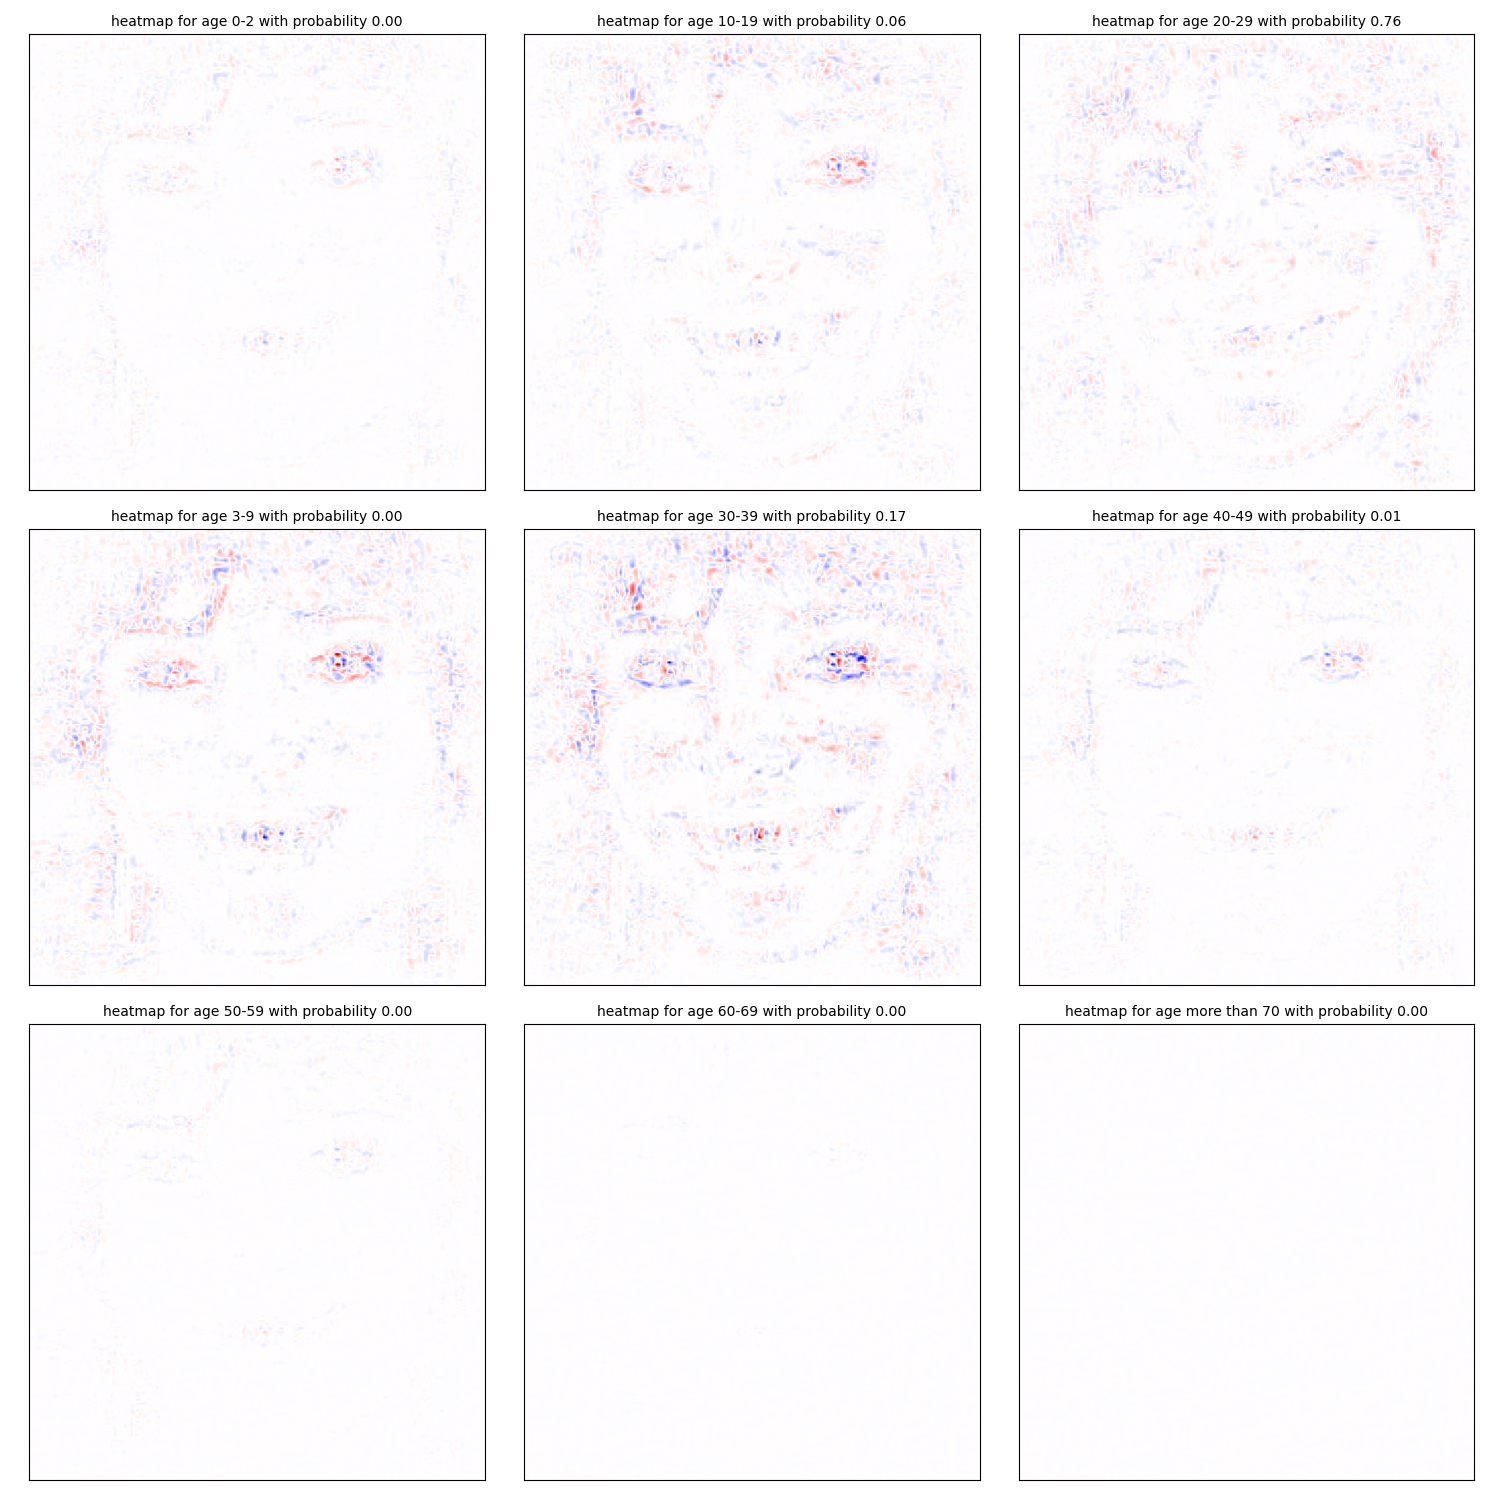 heatmap for age 0-2 with probability 0.00
heatmap for age 10-19 with probability 0.06
heatmap for age 20-29 with probability 0.76
heatmap for age 3-9 with probability 0.00
heatmap for age 30-39 with probability 0.17
heatmap for age 40-49 with probability 0.01
heatmap for age 50-59 with probability 0.00
heatmap for age 60-69 with probability 0.00
heatmap for age more than 70 with probability 0.00